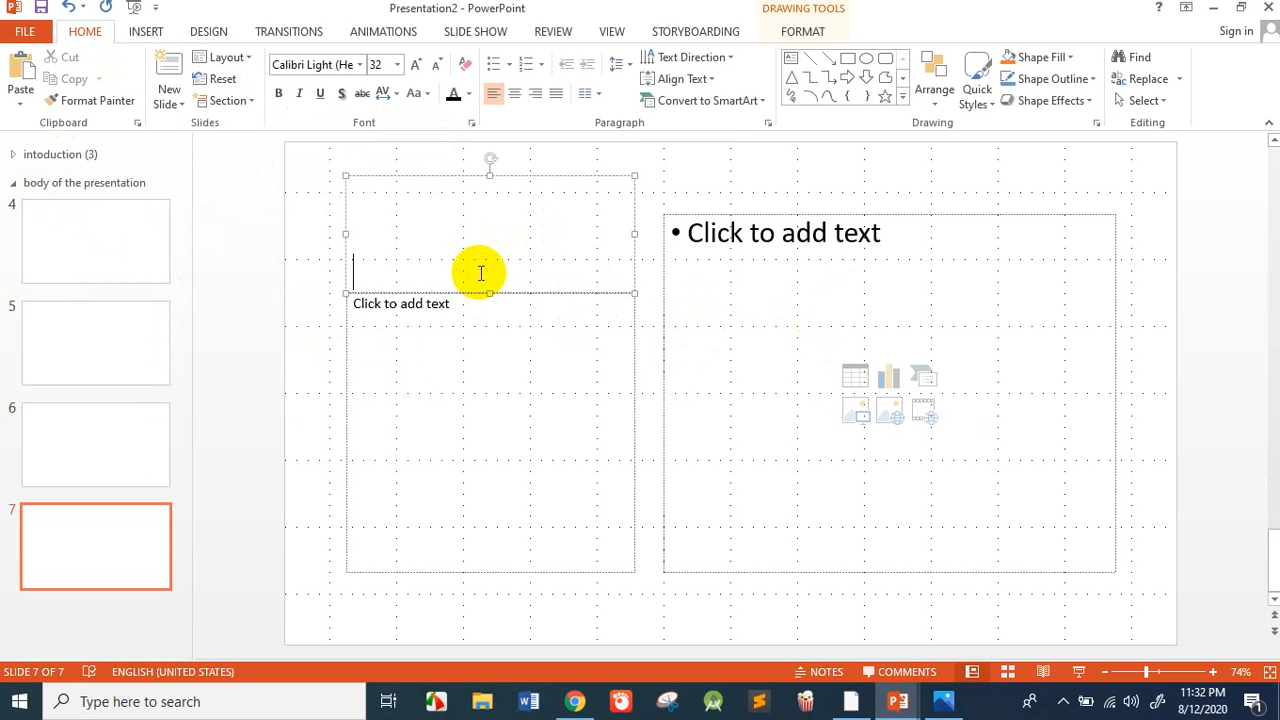 Presentation2 - PowerPoint
DRAWING TOOLS
?
FILE HOME INSERT DESIGN TRANSITIONS ANIMATIONS SLIDE SHOW REVIEW VIEW STORYBOARDING FORMAT Sign in
Paste
Cut
Copy
Format Painter
Clipboard
New
Slide
Layout
Reset
Section
Slides
Calibri Light (He 32
B I U S abc AV Aa A
Font
Text Direction
Align Text
Convert to SmartArt
Paragraph
Arrange
Quick
Styles
Shape Fill
Shape Outline
Shape Effects
Drawing
Find
Replace
Select
Editing
intoduction (3)
body of the presentation
4
5
6
7
Click to add text
• Click to add text
SLIDE 7 OF 7 ENGLISH (UNITED STATES) NOTES COMMENTS 74%
Type here to search
11:32 PM
8/12/2020